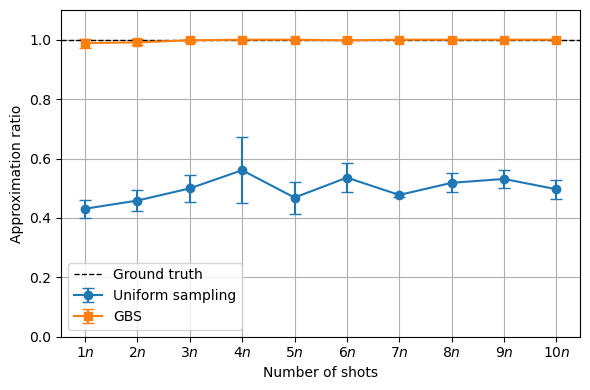 Approximation ratio
1.0
0.8
0.6
0.4
0.2
0.0
Ground truth
Uniform sampling
GBS
1n 2n 3n 4n 5n 6n 7n 8n 9n 10n
Number of shots